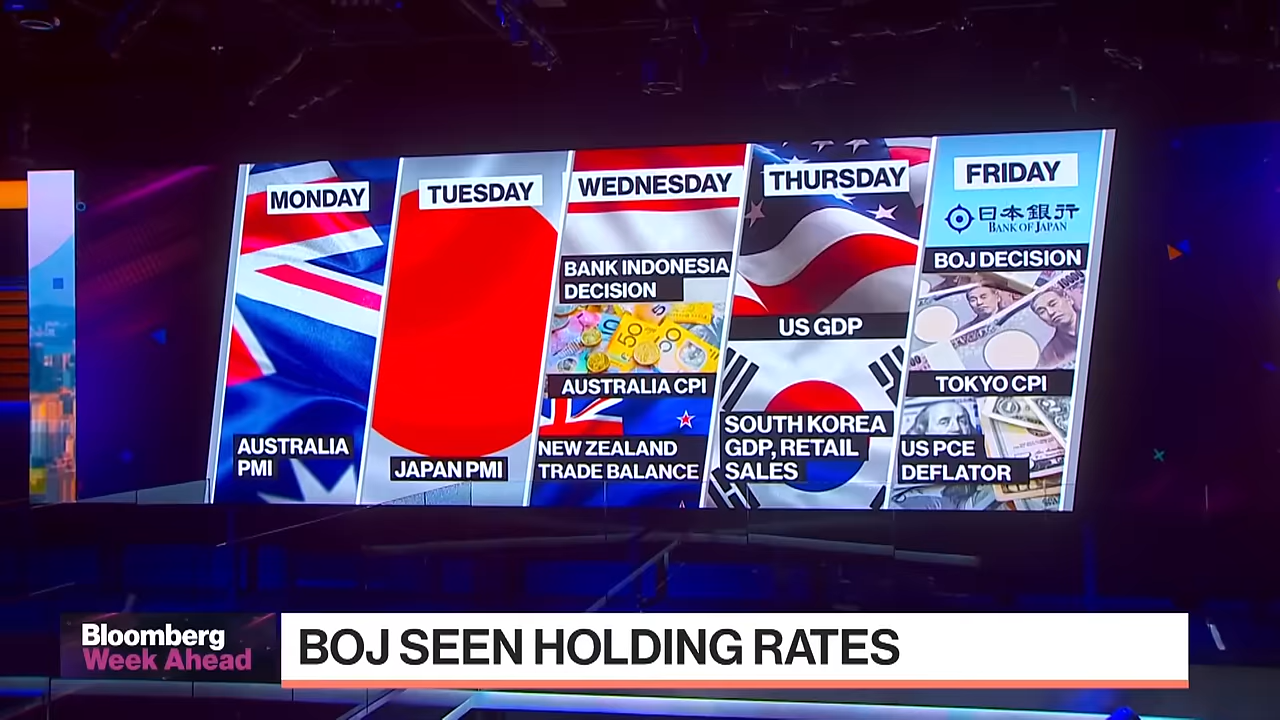 MONDAY
AUSTRALIA
PMI
TUESDAY
JAPAN PMI
WEDNESDAY
BANK INDONESIA
DECISION
AUSTRALIA CPI
NEW ZEALAND
TRADE BALANCE
THURSDAY
US GDP
SOUTH KOREA
GDP, RETAIL
SALES
FRIDAY
日本銀行
BANK OF JAPAN
BOJ DECISION
TOKYO CPI
US PCE
DEFLATOR
Bloomberg
Week Ahead
BOJ SEEN HOLDING RATES